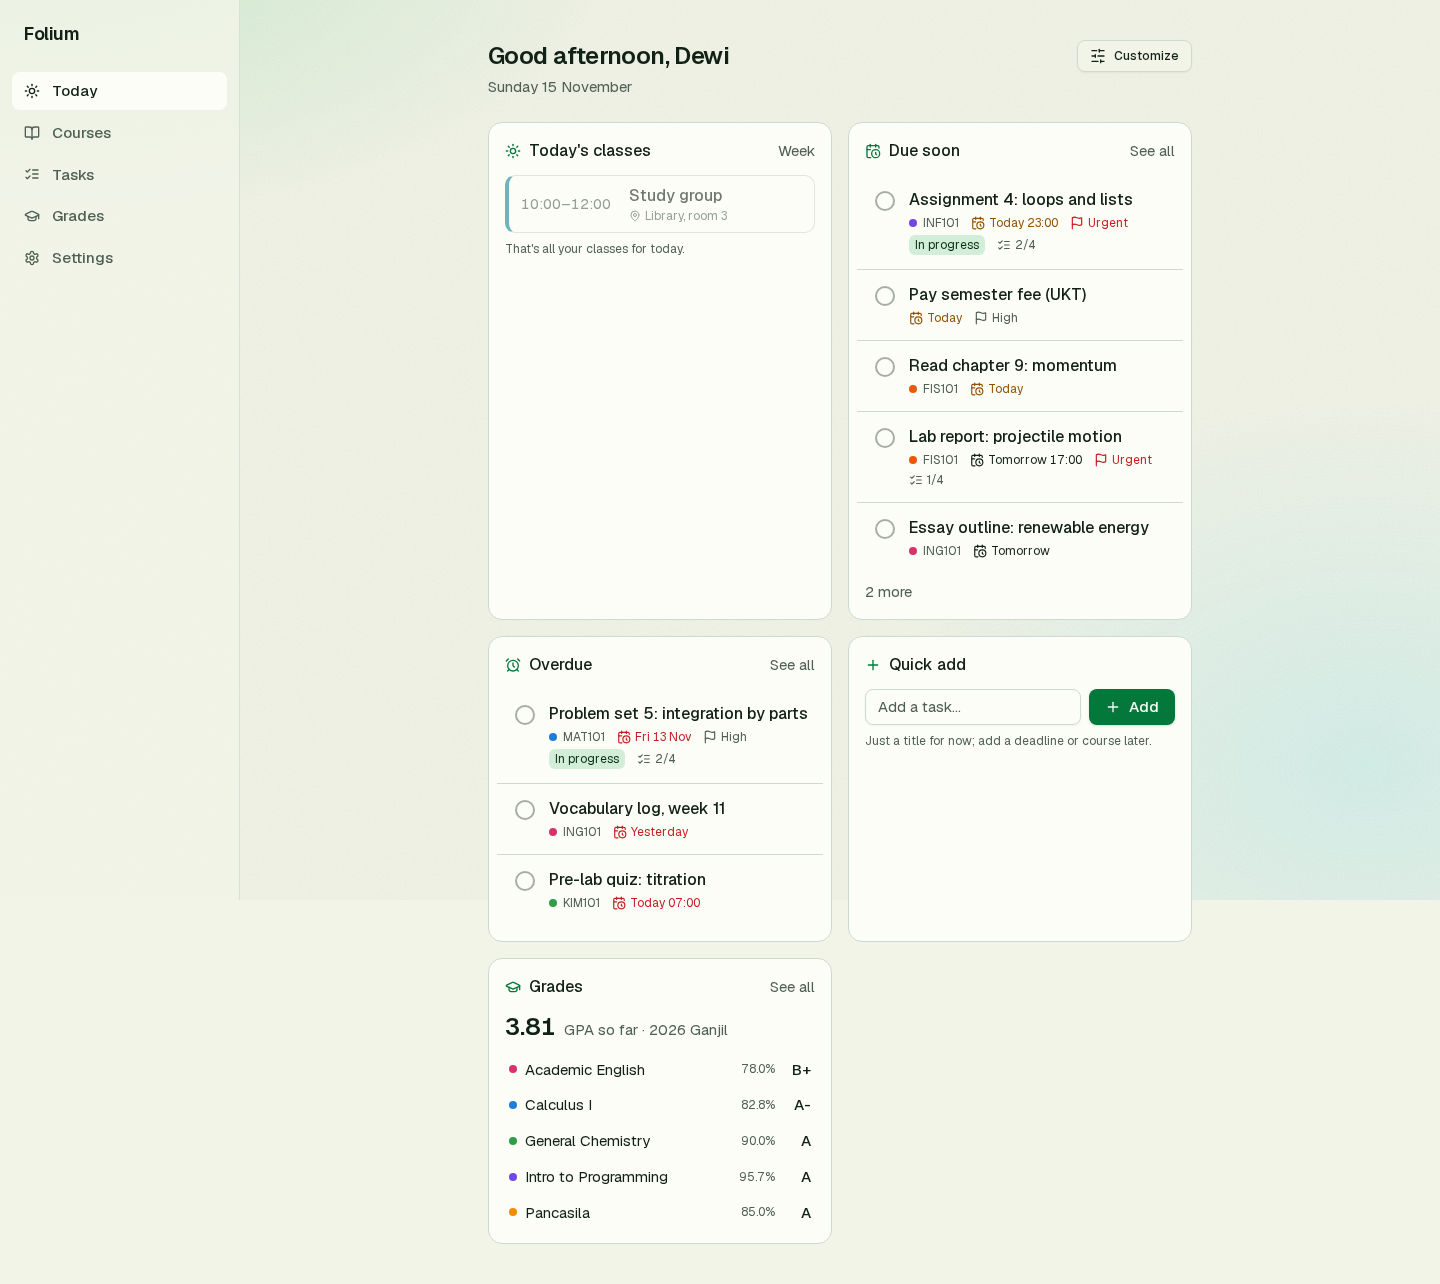 Folium
Today
Courses
Tasks
Grades
Settings
Good afternoon, Dewi
Customize
Sunday 15 November
Today's classes
Week
10:00–12:00
Study group
Library, room 3
That's all your classes for today.
Due soon
See all
Assignment 4: loops and lists
INF101 Today 23:00 Urgent
In progress 2/4
Pay semester fee (UKT)
Today High
Read chapter 9: momentum
FIS101 Today
Lab report: projectile motion
FIS101 Tomorrow 17:00 Urgent
1/4
Essay outline: renewable energy
ING101 Tomorrow
2 more
Overdue
See all
Problem set 5: integration by parts
MAT101 Fri 13 Nov High
In progress 2/4
Vocabulary log, week 11
ING101 Yesterday
Pre-lab quiz: titration
KIM101 Today 07:00
Quick add
Add a task...
Add
Just a title for now; add a deadline or course later.
Grades
See all
3.81 GPA so far · 2026 Ganjil
Academic English 78.0% B+
Calculus I 82.8% A-
General Chemistry 90.0% A
Intro to Programming 95.7% A
Pancasila 85.0% A